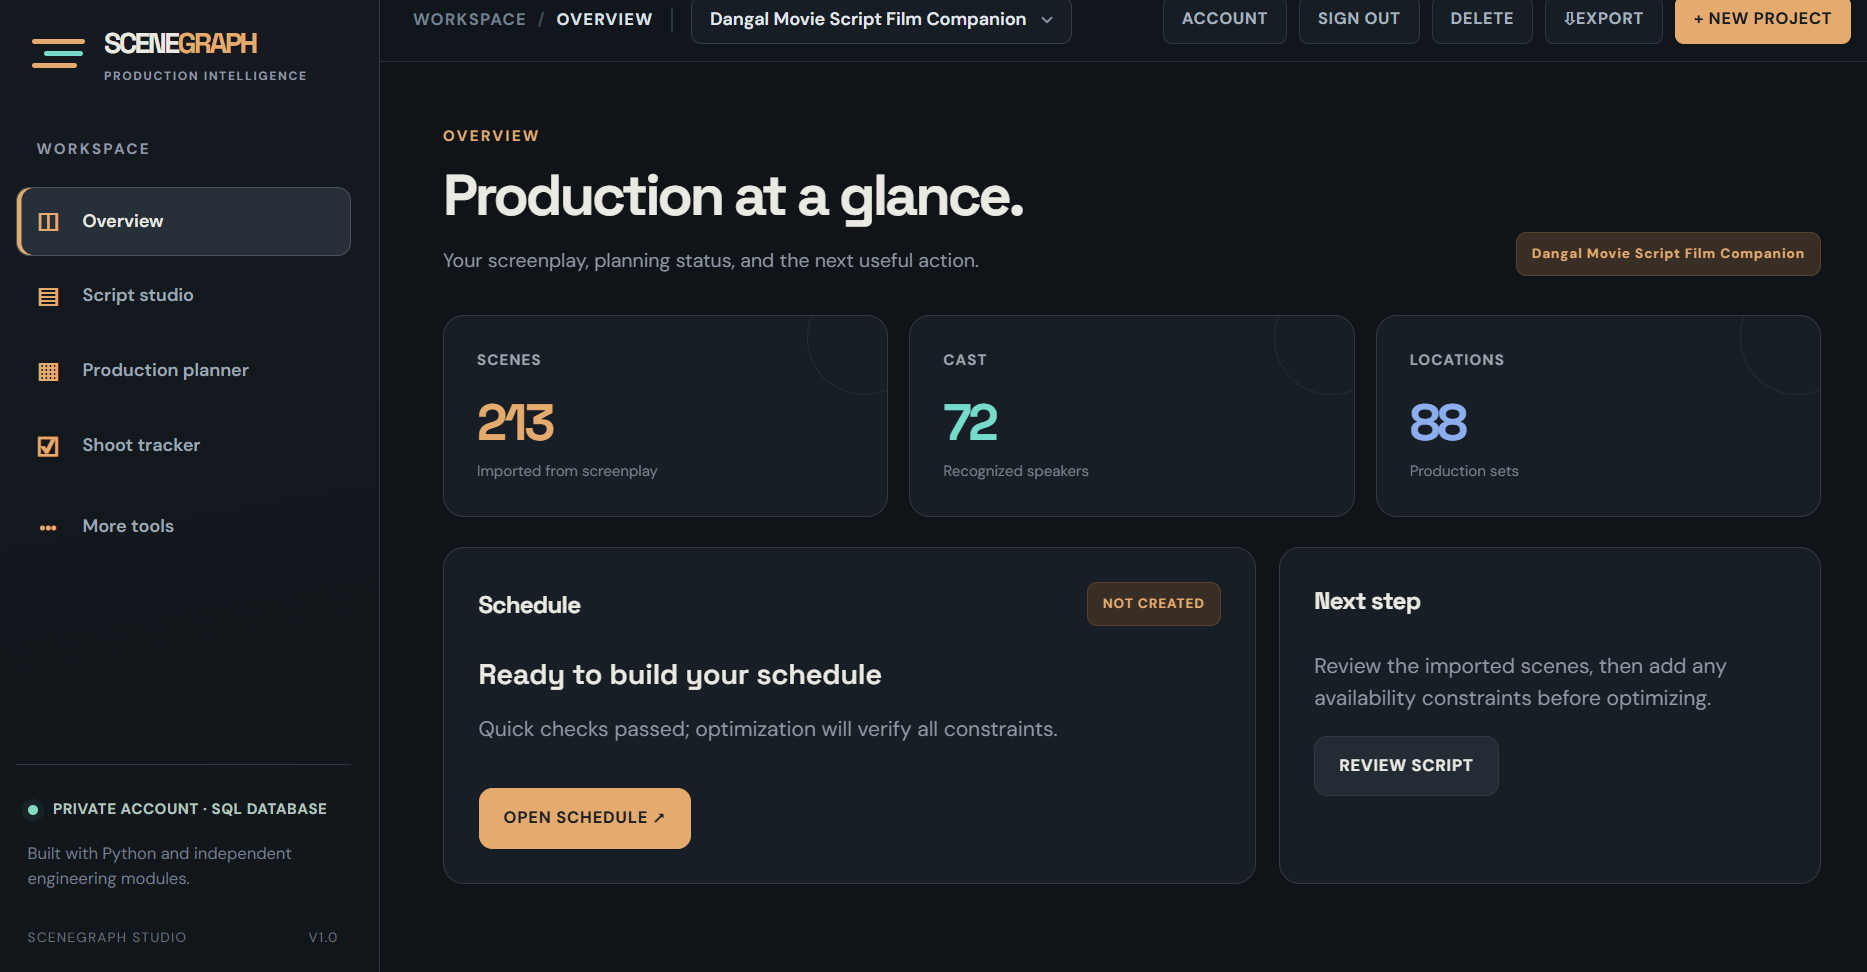 SCENEGRAPH
PRODUCTION INTELLIGENCE
WORKSPACE
Overview
Script studio
Production planner
Shoot tracker
More tools
PRIVATE ACCOUNT · SQL DATABASE
Built with Python and independent
engineering modules.
SCENEGRAPH STUDIO V1.0
WORKSPACE / OVERVIEW
Dangal Movie Script Film Companion
ACCOUNT
SIGN OUT
DELETE
⇩EXPORT
+ NEW PROJECT
OVERVIEW
Production at a glance.
Your screenplay, planning status, and the next useful action.
Dangal Movie Script Film Companion
SCENES
213
Imported from screenplay
CAST
72
Recognized speakers
LOCATIONS
88
Production sets
Schedule
NOT CREATED
Ready to build your schedule
Quick checks passed; optimization will verify all constraints.
OPEN SCHEDULE ↗
Next step
Review the imported scenes, then add any
availability constraints before optimizing.
REVIEW SCRIPT